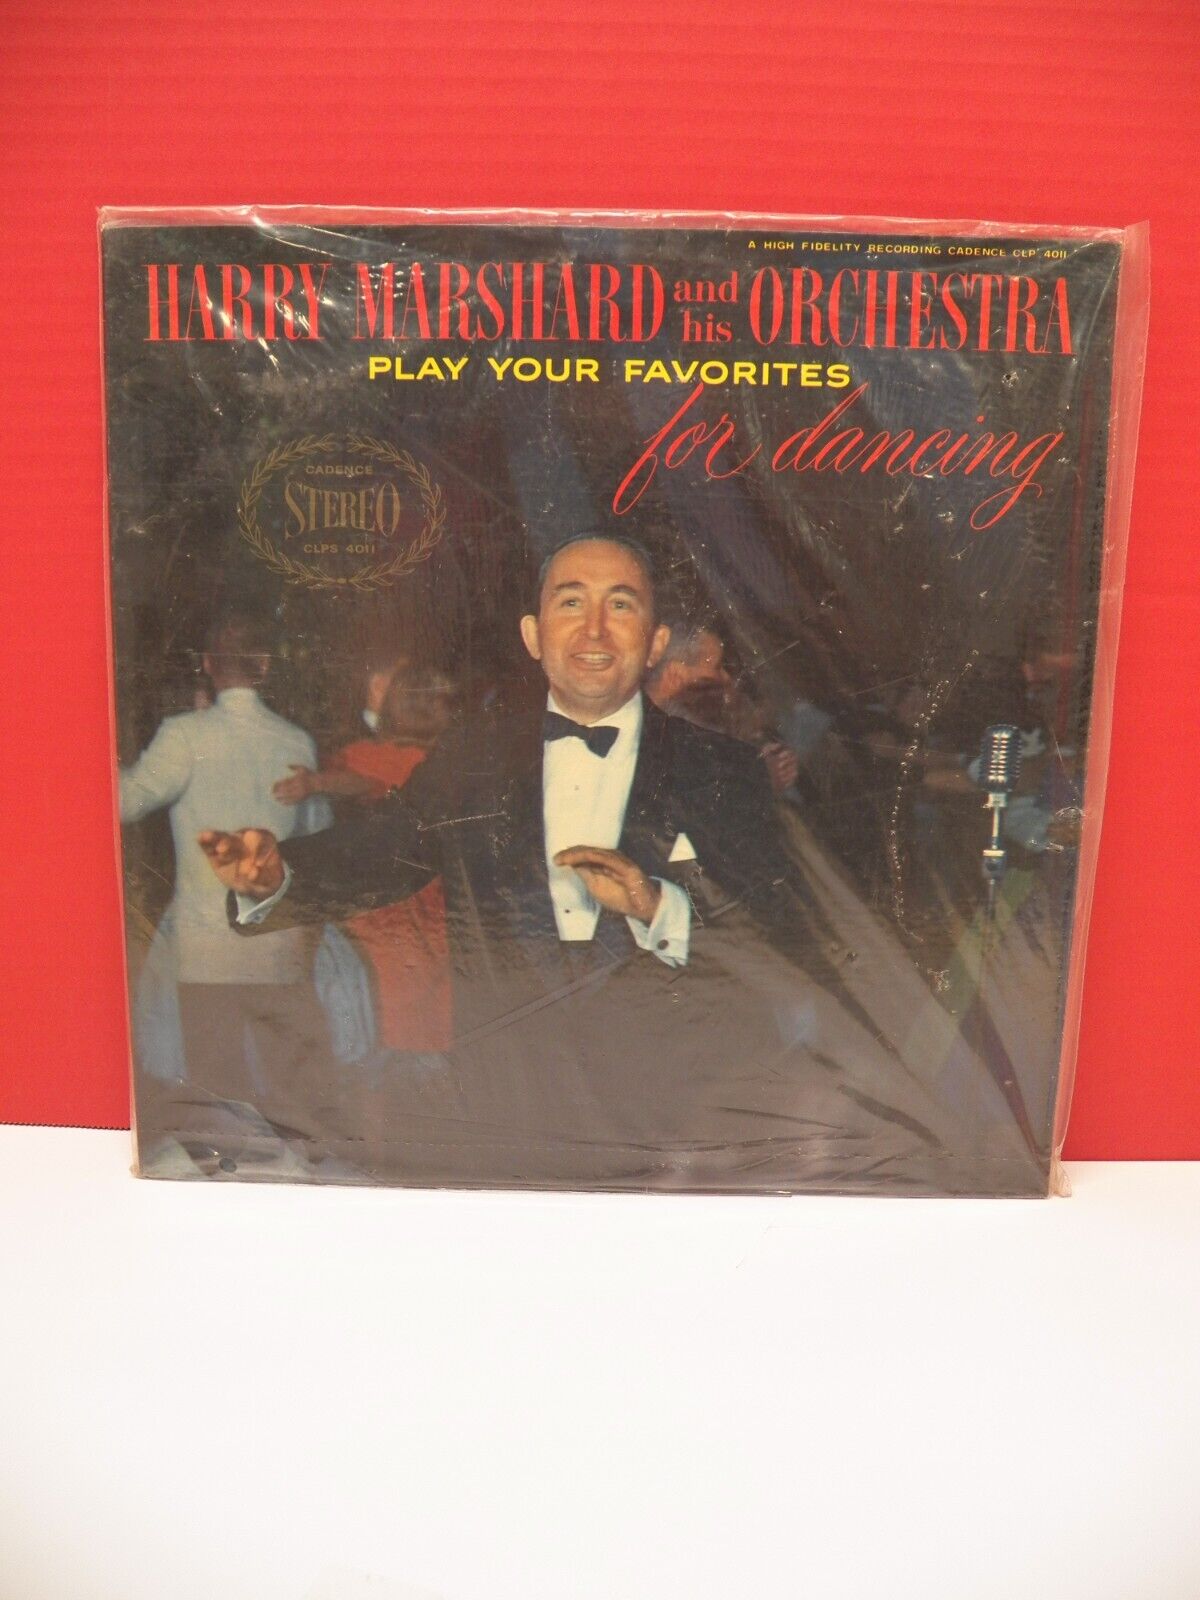 A HIGH FIDELITY RECORDING CADENCE CLP 4011
HARRY MARSHARD and his ORCHESTRA
PLAY YOUR FAVORITES
for dancing
CADENCE
STEREO
CLPS 4011